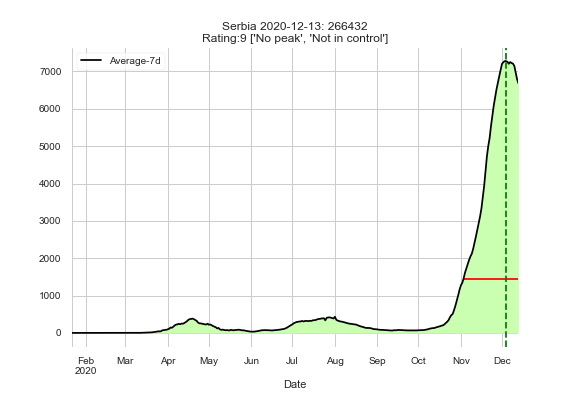 Serbia 2020-12-13: 266432
Rating:9 ['No peak', 'Not in control']
Average-7d
7000
6000
5000
4000
3000
2000
1000
0
Feb Mar Apr May Jun Jul Aug Sep Oct Nov Dec
2020
Date